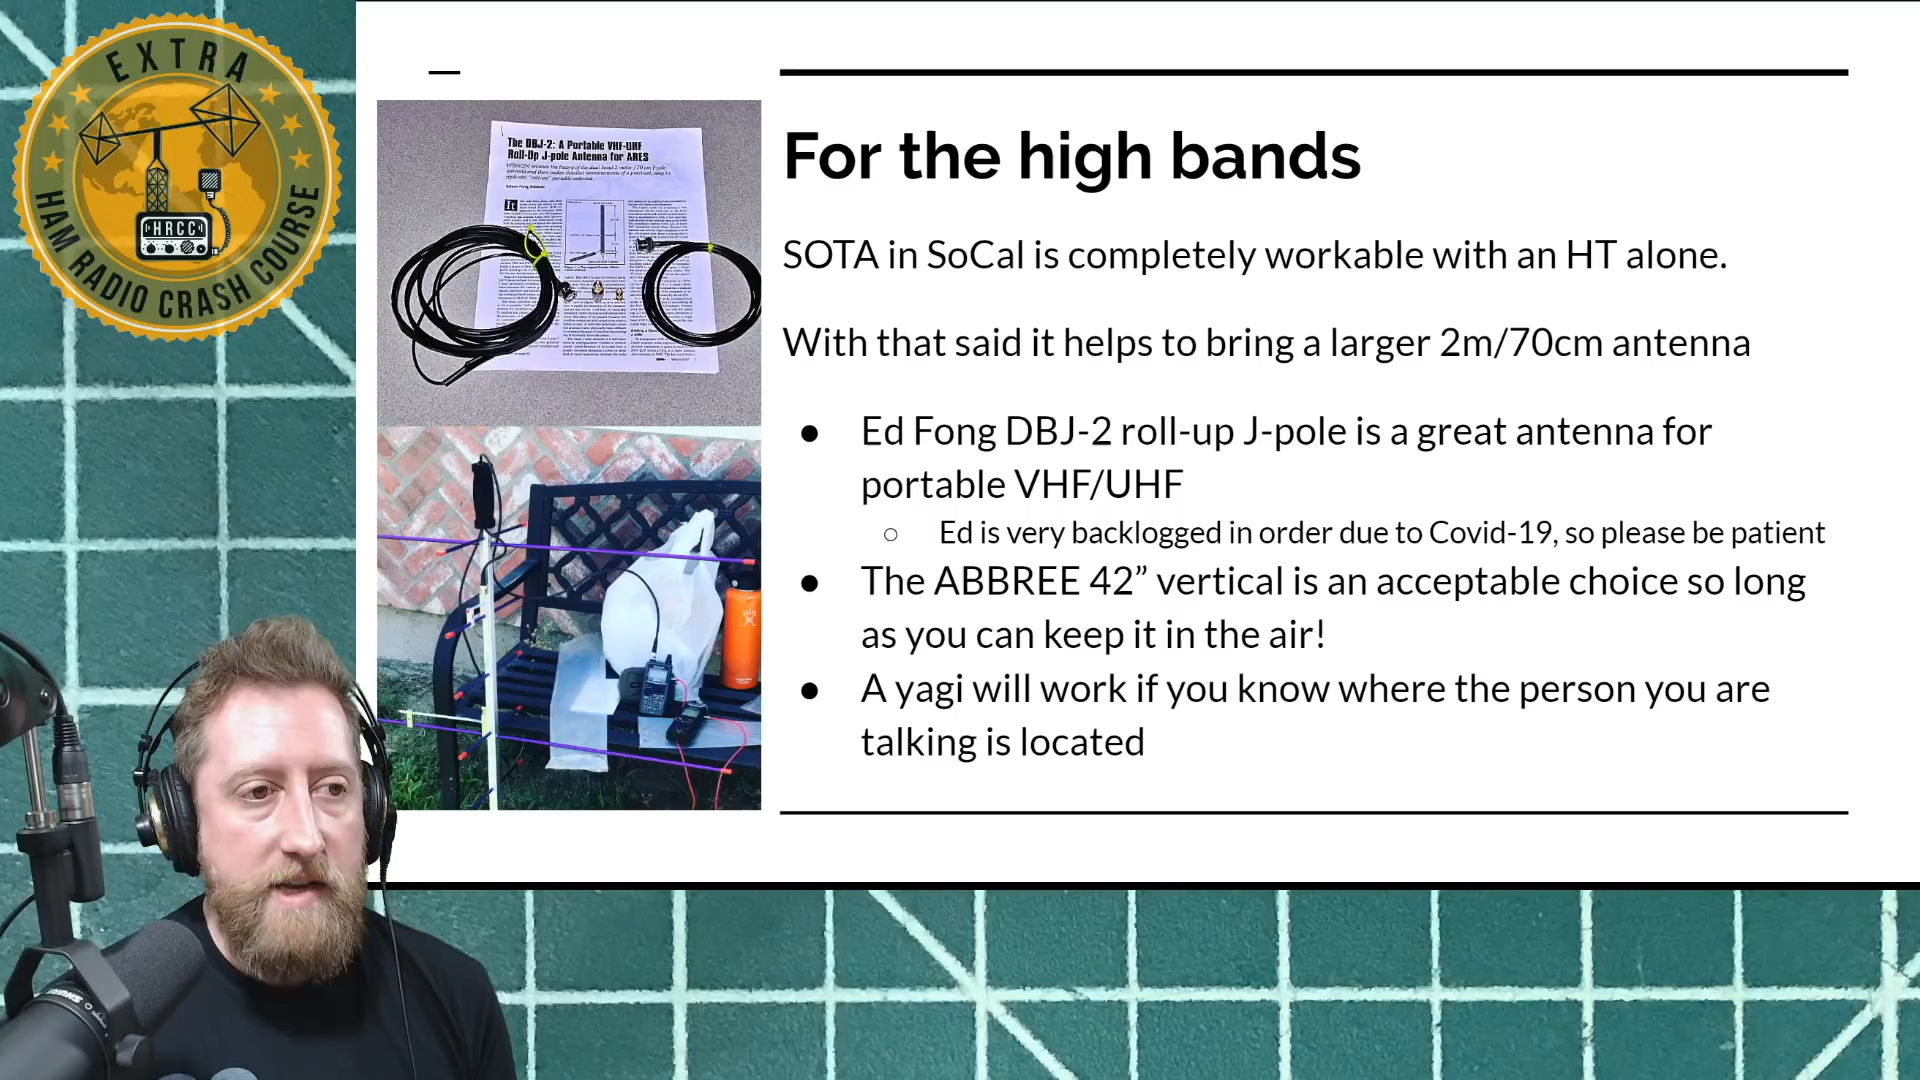 EXTRA
HAM RADIO CRASH COURSE
HRCC
The DBJ-2: A Portable VHF-UHF
Roll-Up J-pole Antenna for ARES
For the high bands
SOTA in SoCal is completely workable with an HT alone.
With that said it helps to bring a larger 2m/70cm antenna
● Ed Fong DBJ-2 roll-up J-pole is a great antenna for
portable VHF/UHF
○ Ed is very backlogged in order due to Covid-19, so please be patient
● The ABBREE 42” vertical is an acceptable choice so long
as you can keep it in the air!
● A yagi will work if you know where the person you are
talking is located
SHURE